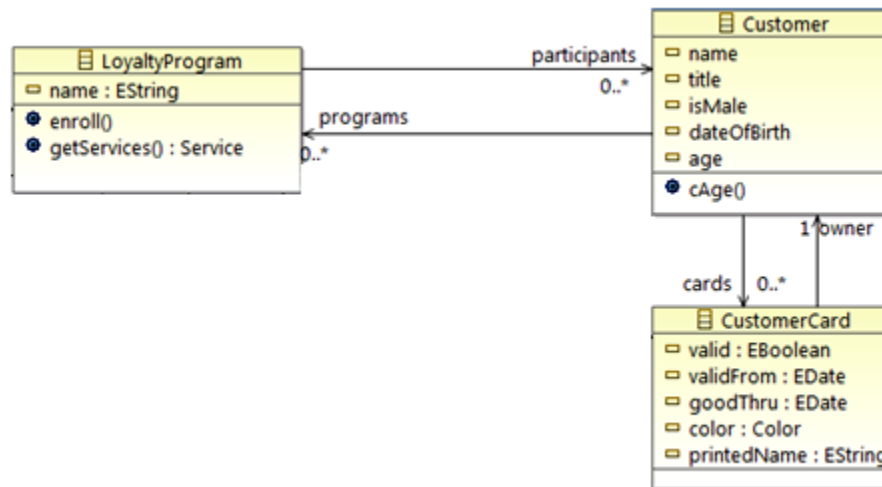 LoyaltyProgram
name : EString
enroll()
getServices() : Service
participants
0..*
programs
0..*
Customer
name
title
isMale
dateOfBirth
age
cAge()
1 owner
cards 0..*
CustomerCard
valid : EBoolean
validFrom : EDate
goodThru : EDate
color : Color
printedName : EString